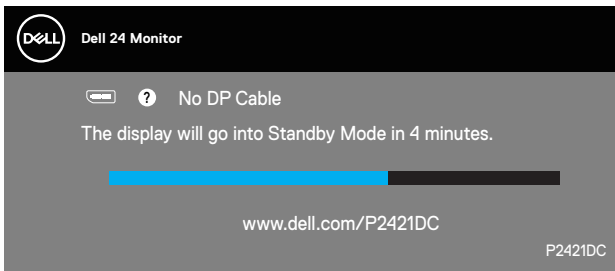 DELL
Dell 24 Monitor
? No DP Cable
The display will go into Standby Mode in 4 minutes.
www.dell.com/P2421DC
P2421DC